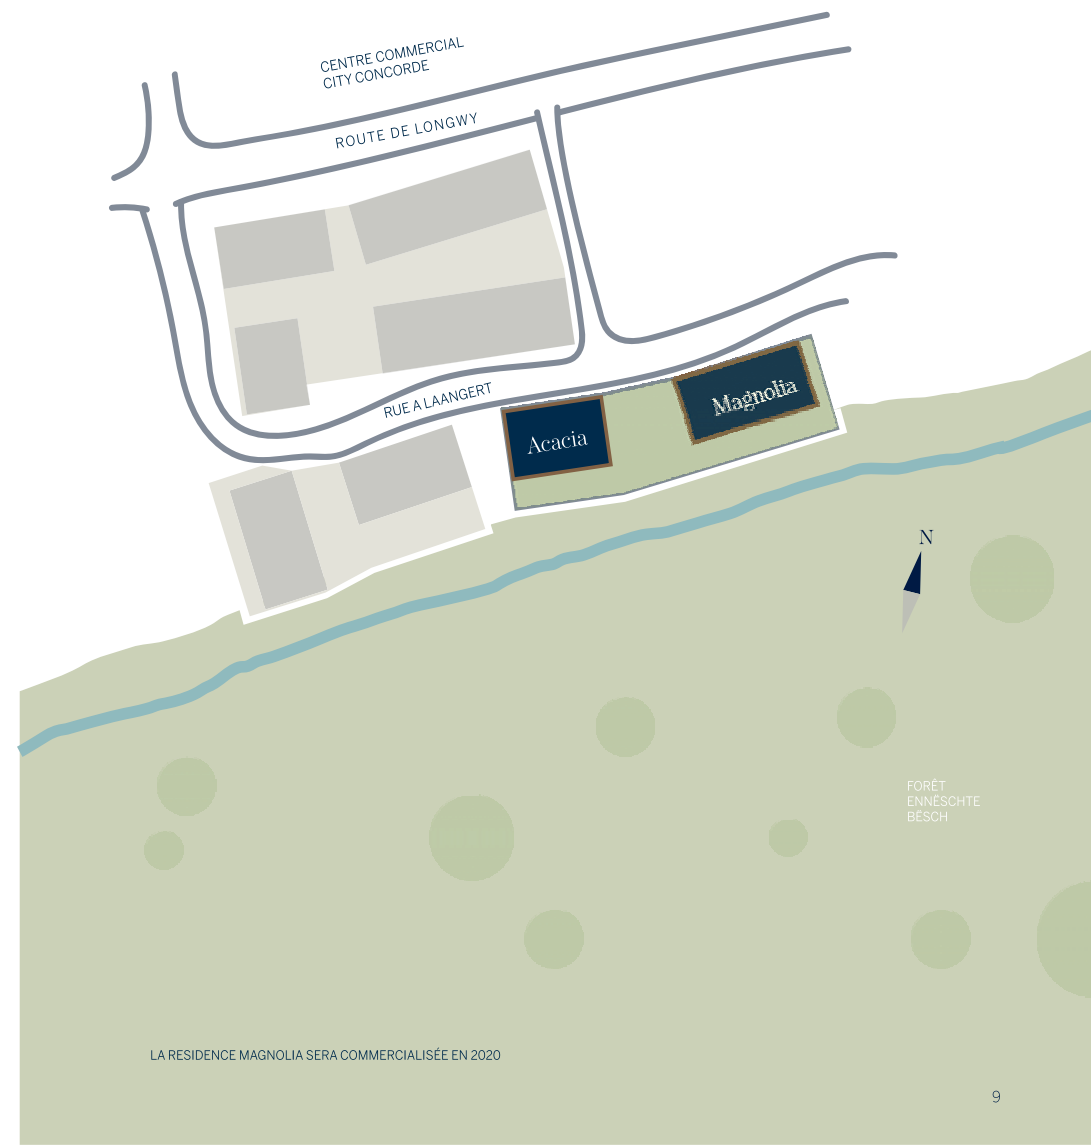 CENTRE COMMERCIAL
CITY CONCORDE
ROUTE DE LONGWY
RUE A LAANGERT
Magnolia
Acacia
N
FORÊT
ENNËSCHTE
BËSCH
LA RESIDENCE MAGNOLIA SERA COMMERCIALISÉE EN 2020
9